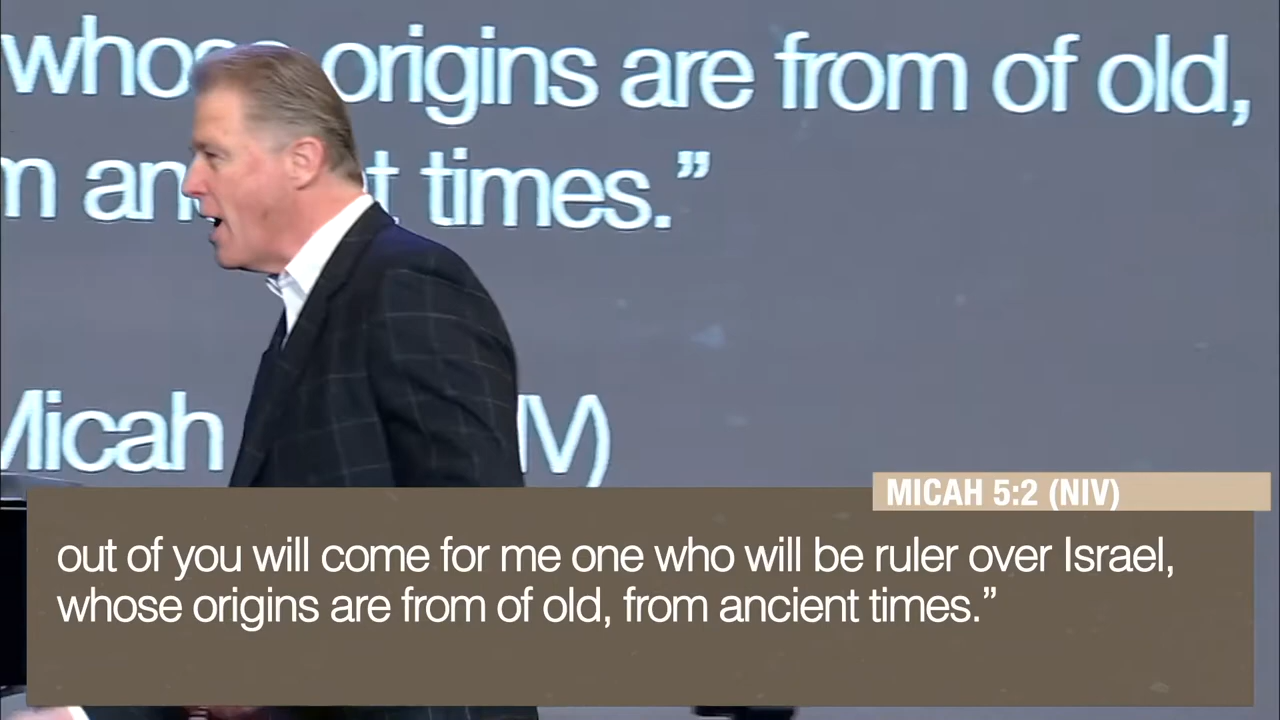 whose origins are from of old,
ancient times.”
Micah
MICAH 5:2 (NIV)
out of you will come for me one who will be ruler over Israel,
whose origins are from of old, from ancient times.”